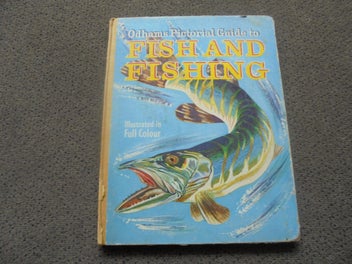 Odhams Pictorial Guide to
FISH AND
FISHING
Illustrated in
Full Colour